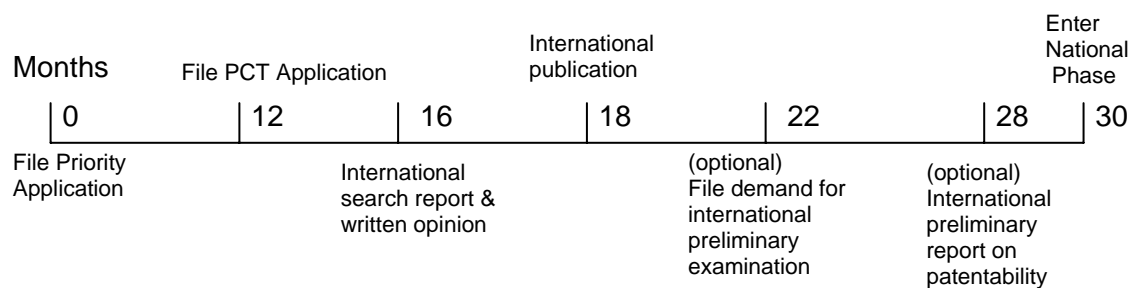 Months
File PCT Application
International
publication
Enter
National
Phase
0
12
16
18
22
28
30
File Priority
Application
International
search report &
written opinion
(optional)
File demand for
international
preliminary
examination
(optional)
International
preliminary
report on
patentability